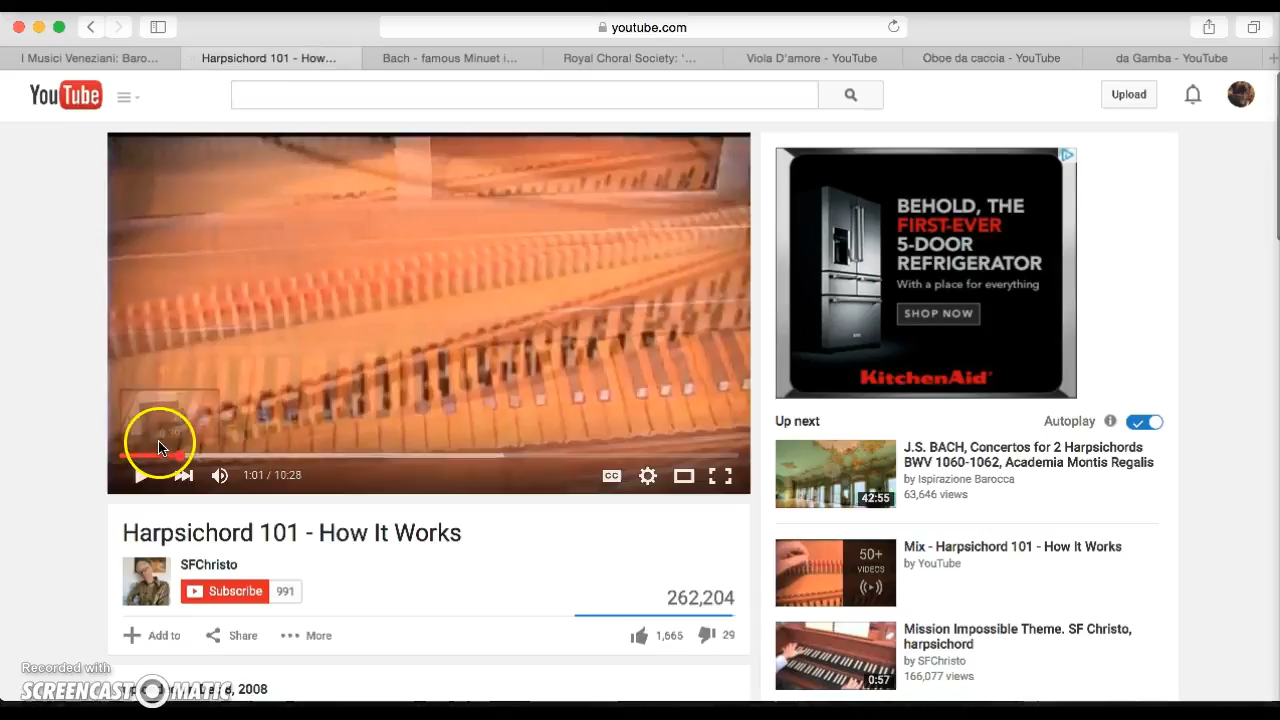 youtube.com
I Musici Veneziani: Baro...
Harpsichord 101 - How...
Bach - famous Minuet i...
Royal Choral Society: '...
Viola D'amore - YouTube
Oboe da caccia - YouTube
da Gamba - YouTube
YouTube
Upload
BEHOLD, THE
FIRST-EVER
5-DOOR
REFRIGERATOR
With a place for everything
SHOP NOW
KitchenAid
1:01 / 10:28
CC
Harpsichord 101 - How It Works
SFChristo
Subscribe 991
262,204
Add to
Share
More
1,665
29
Up next
Autoplay
J.S. BACH, Concertos for 2 Harpsichords
BWV 1060-1062, Academia Montis Regalis
by Ispirazione Barocca
63,646 views
42:55
Mix - Harpsichord 101 - How It Works
by YouTube
50+
VIDEOS
Mission Impossible Theme. SF Christo,
harpsichord
by SFChristo
166,077 views
0:57
Recorded with
SCREENCAST-O-MATIC
2008